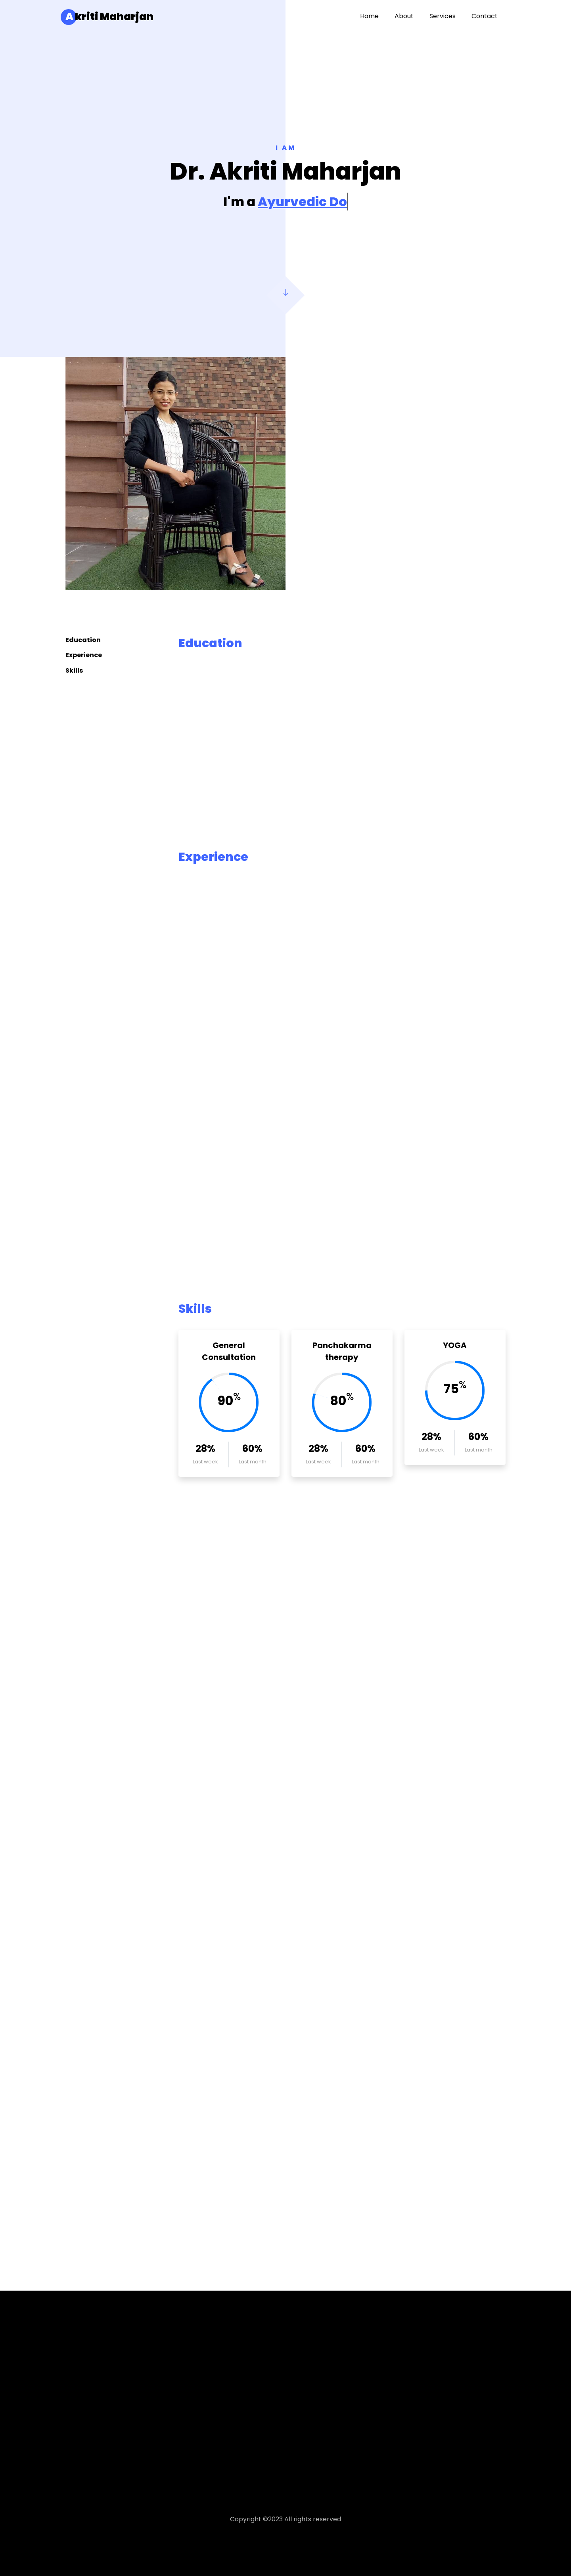 Akriti Maharjan
Home About Services Contact
I AM
Dr. Akriti Maharjan
I'm a Ayurvedic Do
Education
Experience
Skills
Education
Experience
Skills
General
Consultation
90%
28% 60%
Last week Last month
Panchakarma
therapy
80%
28% 60%
Last week Last month
YOGA
75%
28% 60%
Last week Last month
Copyright ©2023 All rights reserved